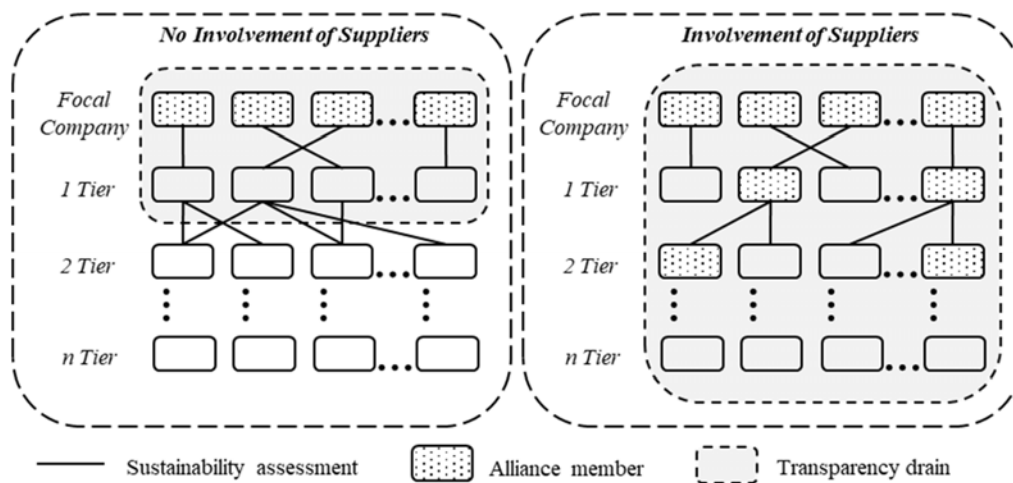 No Involvement of Suppliers
Focal
Company
1 Tier
2 Tier
n Tier
Involvement of Suppliers
Focal
Company
1 Tier
2 Tier
n Tier
Sustainability assessment
Alliance member
Transparency drain